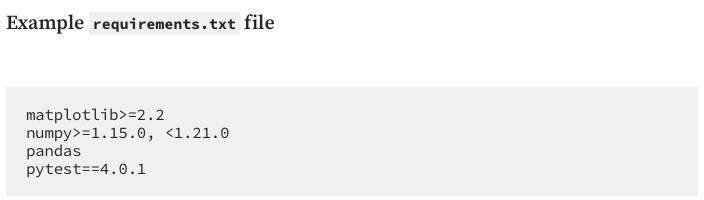 Example requirements.txt file
matplotlib>=2.2
numpy>=1.15.0, <1.21.0
pandas
pytest==4.0.1